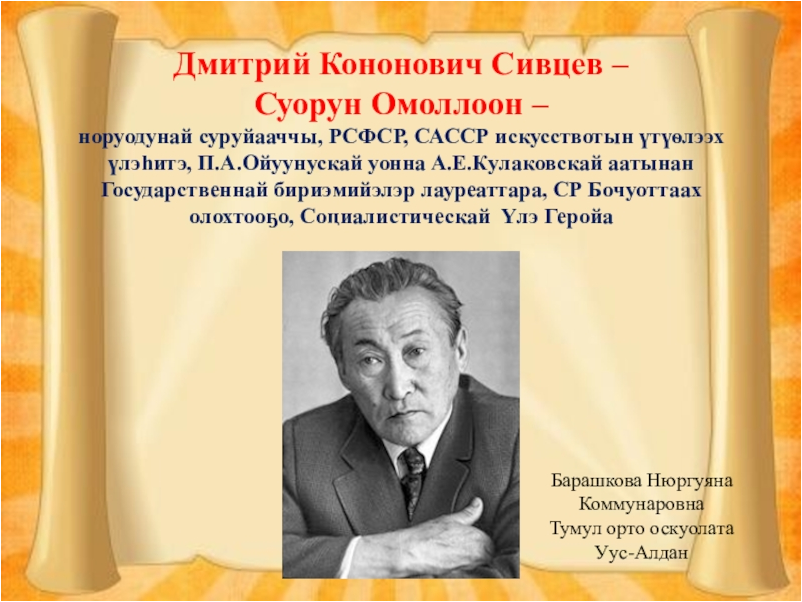 Дмитрий Кононович Сивцев –
Суорун Омоллоон –
норуодунай суруйааччы, РСФСР, САССР искусствотын үтүөлээх
үлэһитэ, П.А.Ойуунускай уонна А.Е.Кулаковскай аатынан
Государственнай бириэмийэлэр лауреаттара, СР Бочуоттаах
олохтооҕо, Социалистическай Үлэ Геройа
Барашкова Нюргуяна
Коммунаровна
Тумул орто оскуолата
Уус-Алдан